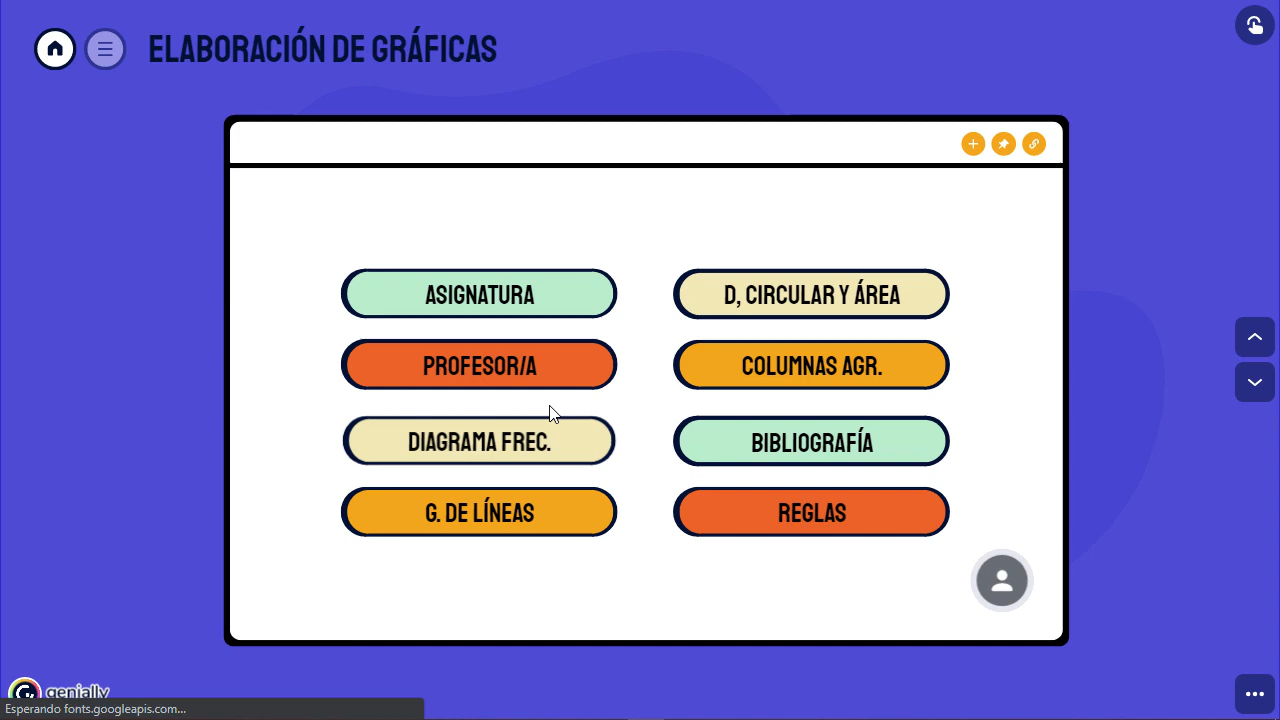 ELABORACIÓN DE GRÁFICAS
ASIGNATURA
PROFESOR/A
DIAGRAMA FREC.
G. DE LÍNEAS
D, CIRCULAR Y ÁREA
COLUMNAS AGR.
BIBLIOGRAFÍA
REGLAS
genially
Esperando fonts.googleapis.com...